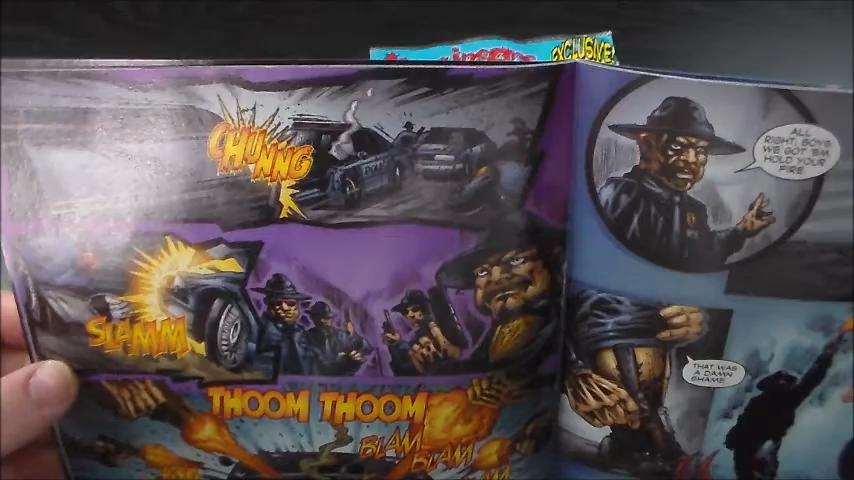 EXCLUSIVE!
CHUNNG
SLAMM
THOOM THOOM
BLAM
BLAM
ALL
RIGHT, BOYS,
WE GOT 'EM
HOLD YOUR
FIRE
THAT WAS
A DAMN
SHAME